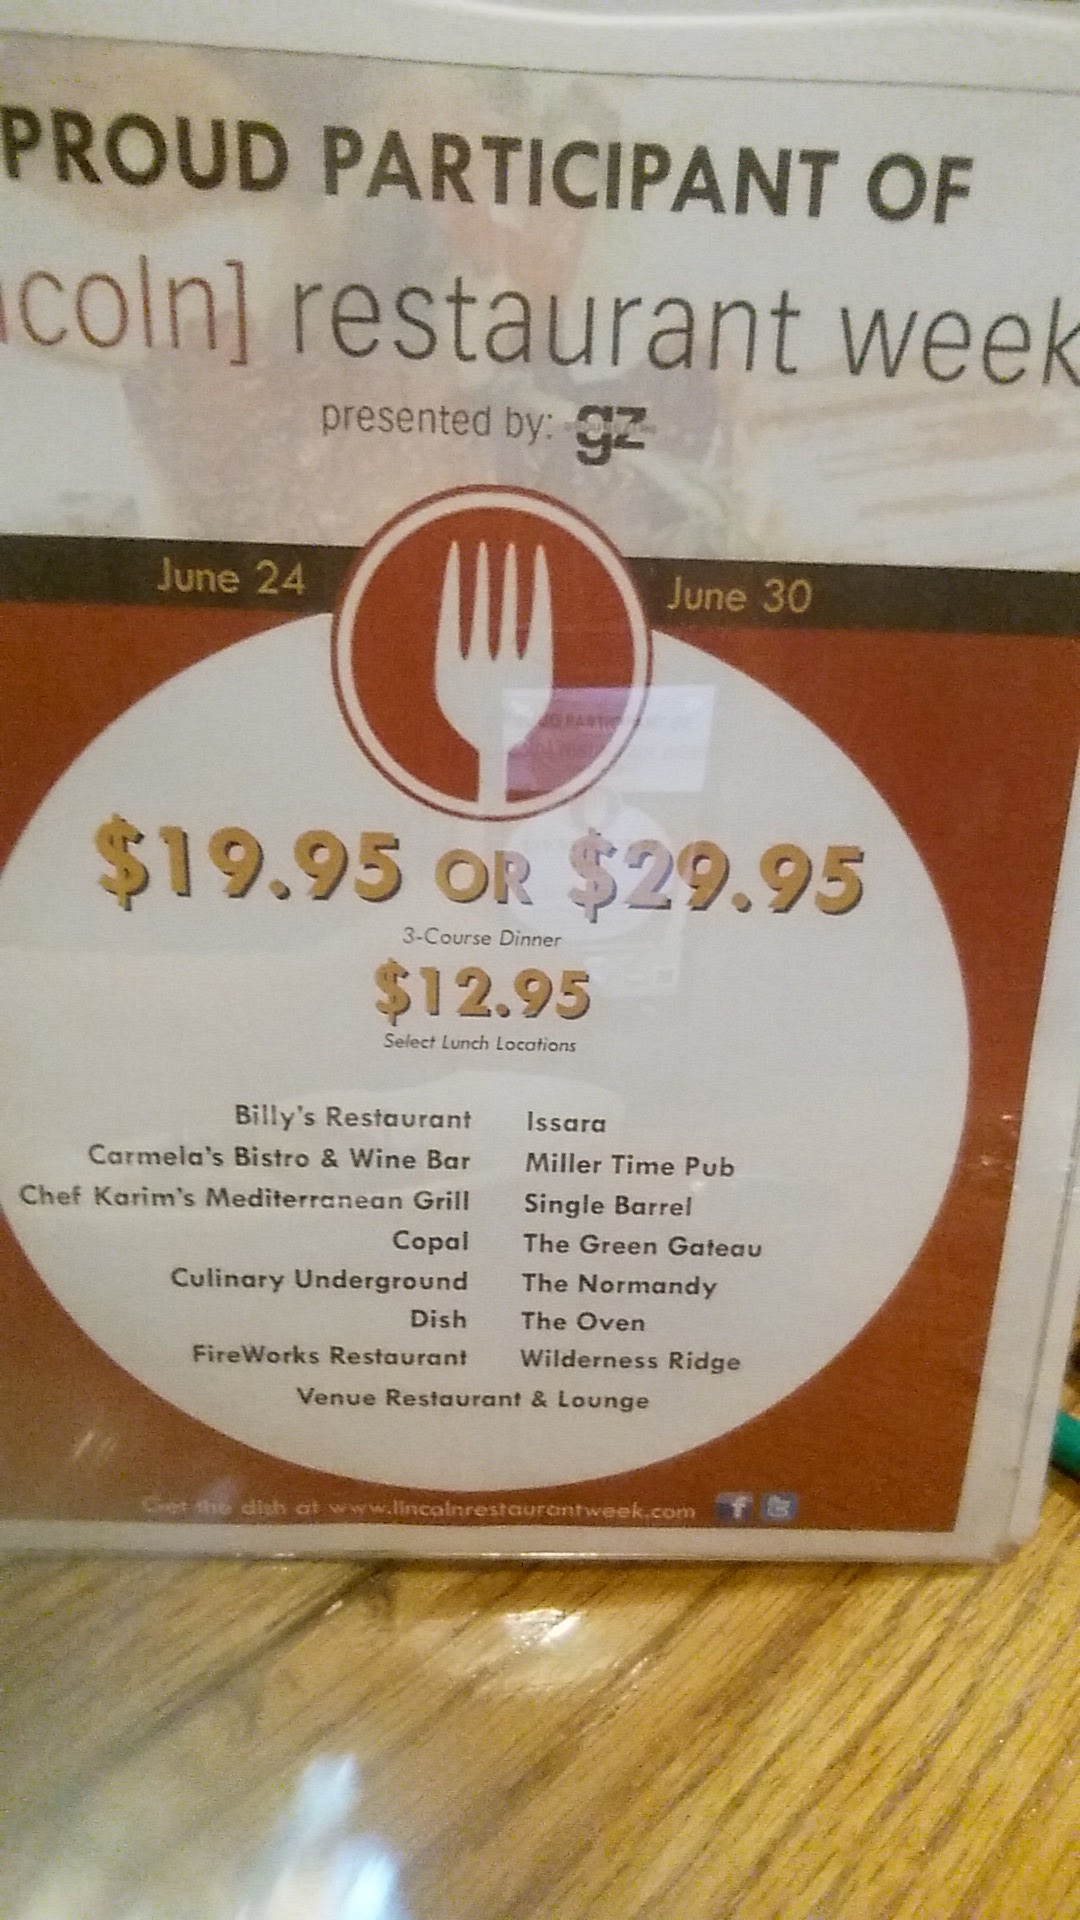 PROUD PARTICIPANT OF
coln] restaurant week
presented by: gz
June 24 June 30
$19.95 OR $29.95
3-Course Dinner
$12.95
Select Lunch Locations
Billy's Restaurant Issara
Carmela's Bistro & Wine Bar Miller Time Pub
Chef Karim's Mediterranean Grill Single Barrel
Copal The Green Gateau
Culinary Underground The Normandy
Dish The Oven
FireWorks Restaurant Wilderness Ridge
Venue Restaurant & Lounge
Get the dish at www.lincolnrestaurantweek.com f t